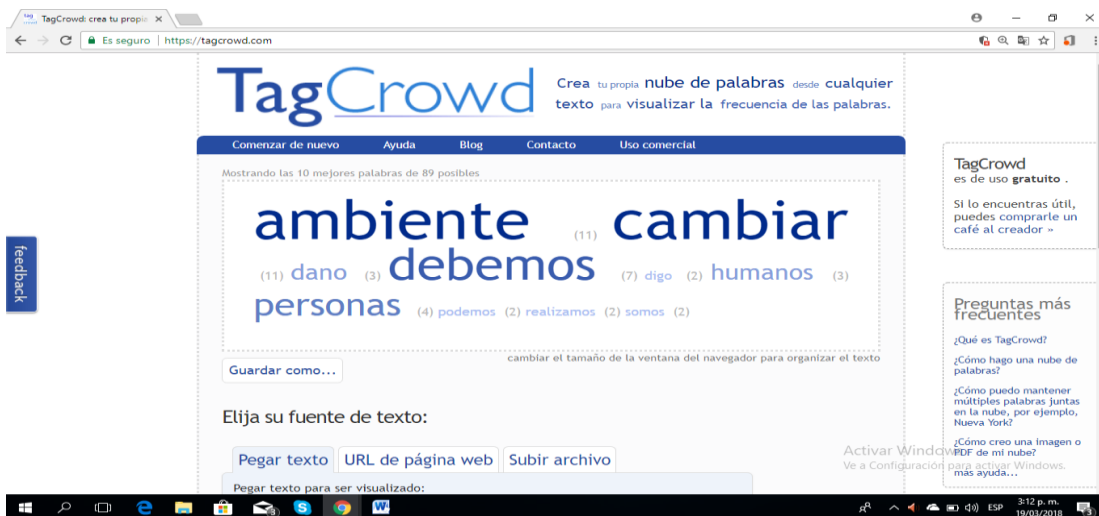 TagCrowd: crea tu propi
Es seguro | https://tagcrowd.com
TagCrowd
Crea tu propia nube de palabras desde cualquier
texto para visualizar la frecuencia de las palabras.
Comenzar de nuevo Ayuda Blog Contacto Uso comercial
Mostrando las 10 mejores palabras de 89 posibles
ambiente (11) cambiar
(11) dano (3) debemos (7) digo (2) humanos (3)
personas (4) podemos (2) realizamos (2) somos (2)
cambiar el tamaño de la ventana del navegador para organizar el texto
Guardar como...
Elija su fuente de texto:
Pegar texto URL de página web Subir archivo
Pegar texto para ser visualizado:
feedback
TagCrowd
es de uso gratuito .
Si lo encuentras útil,
puedes comprarle un
café al creador »
Preguntas más
frecuentes
¿Qué es TagCrowd?
¿Cómo hago una nube de
palabras?
¿Cómo puedo mantener
múltiples palabras juntas
en la nube, por ejemplo,
Nueva York?
¿Cómo creo una imagen o
PDF de mi nube?
más ayuda...
Activar Windows
Ve a Configuración para activar Windows.
ESP
3:12 p. m.
19/03/2018